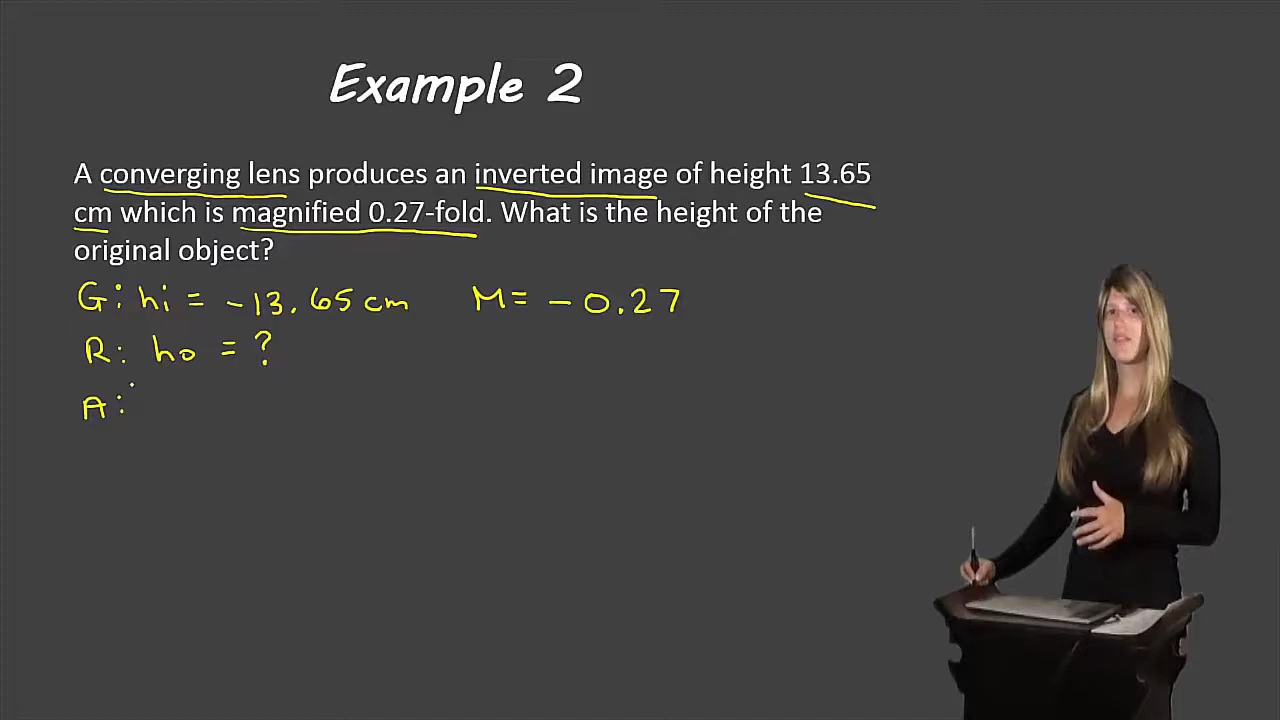 Example 2
A converging lens produces an inverted image of height 13.65
cm which is magnified 0.27-fold. What is the height of the
original object?
G: hi = -13.65 cm M = -0.27
R: ho = ?
A: